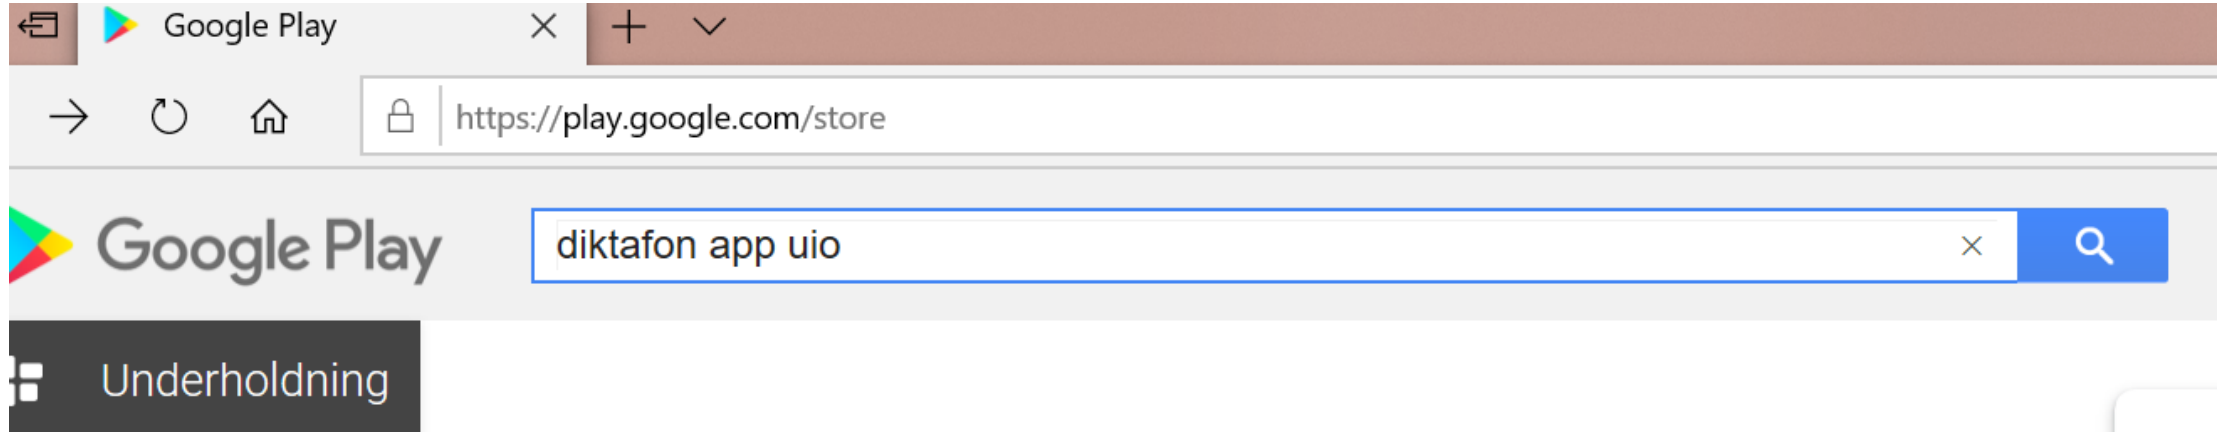 Google Play
https://play.google.com/store
Google Play
diktafon app uio
Underholdning